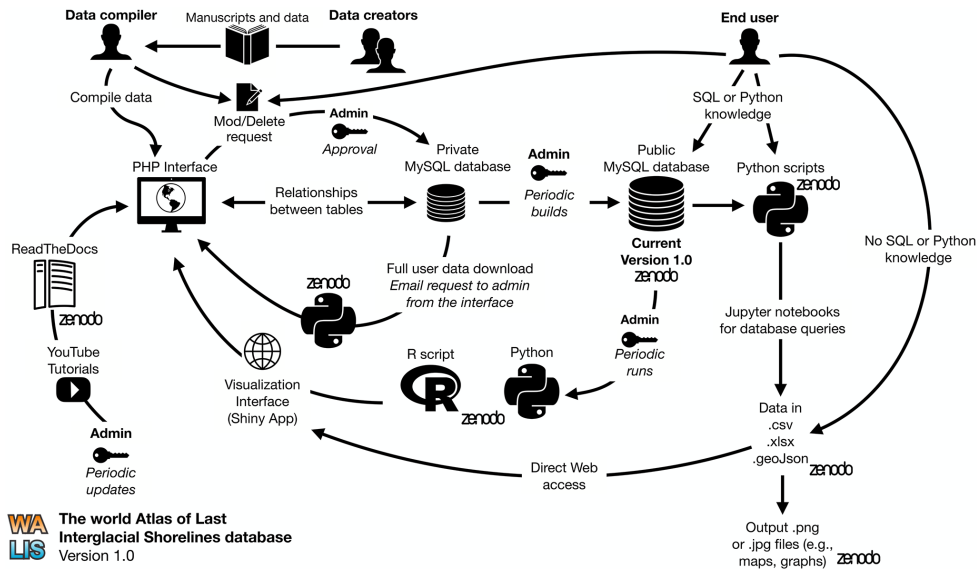 Data compiler
Manuscripts and data
Data creators
End user
Compile data
Mod/Delete
request
Admin
Approval
SQL or Python
knowledge
PHP Interface
Private
MySQL database
Admin
Periodic
builds
Public
MySQL database
Python scripts
zenodo
Relationships
between tables
Current
Version 1.0
zenodo
No SQL or Python
knowledge
ReadTheDocs
zenodo
Full user data download
Email request to admin
from the interface
zenodo
Jupyter notebooks
for database queries
Admin
Periodic
runs
YouTube
Tutorials
Visualization
Interface
(Shiny App)
R script
R
zenodo
Python
Data in
.csv
.xlsx
.geoJson
zenodo
Admin
Periodic
updates
Direct Web
access
Output .png
or .jpg files (e.g.,
maps, graphs)
zenodo
WA
LIS
The world Atlas of Last
Interglacial Shorelines database
Version 1.0